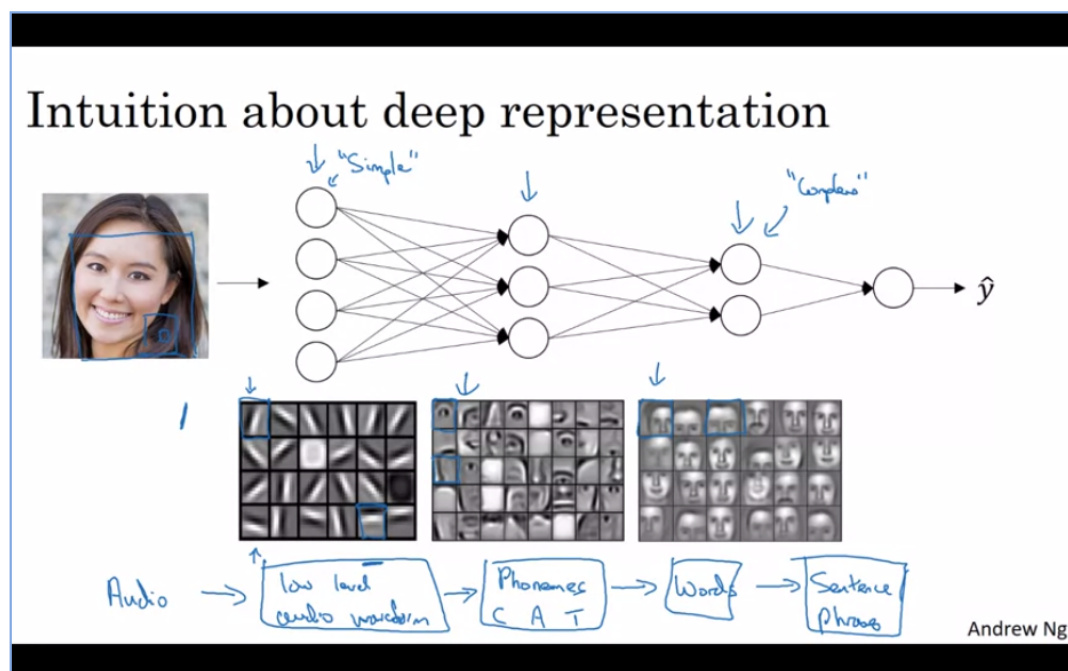 Intuition about deep representation
"Simple"
"Complex"
ŷ
Audio
low level
audio waveform
Phonemes
C A T
Words
Sentence
phrase
Andrew Ng